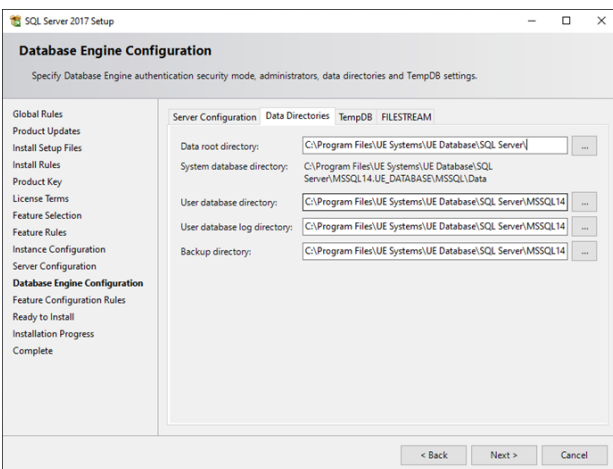 SQL Server 2017 Setup
Database Engine Configuration
Specify Database Engine authentication security mode, administrators, data directories and TempDB settings.
Global Rules
Product Updates
Install Setup Files
Install Rules
Product Key
License Terms
Feature Selection
Feature Rules
Instance Configuration
Server Configuration
Database Engine Configuration
Feature Configuration Rules
Ready to Install
Installation Progress
Complete
Server Configuration Data Directories TempDB FILESTREAM
Data root directory: C:\Program Files\UE Systems\UE Database\SQL Server\ ...
System database directory: C:\Program Files\UE Systems\UE Database\SQL
Server\MSSQL14.UE_DATABASE\MSSQL\Data
User database directory: C:\Program Files\UE Systems\UE Database\SQL Server\MSSQL14 ...
User database log directory: C:\Program Files\UE Systems\UE Database\SQL Server\MSSQL14 ...
Backup directory: C:\Program Files\UE Systems\UE Database\SQL Server\MSSQL14 ...
< Back Next > Cancel